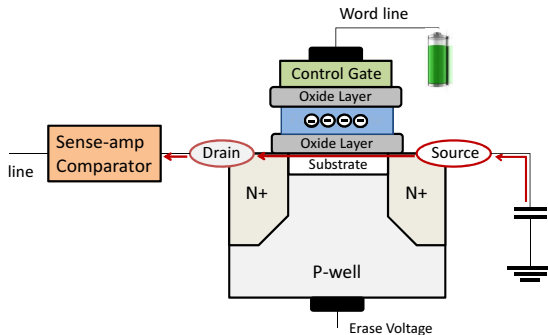 Word line
Control Gate
Oxide Layer
Oxide Layer
Sense-amp
Comparator
Drain
Source
line
Substrate
N+
N+
P-well
Erase Voltage